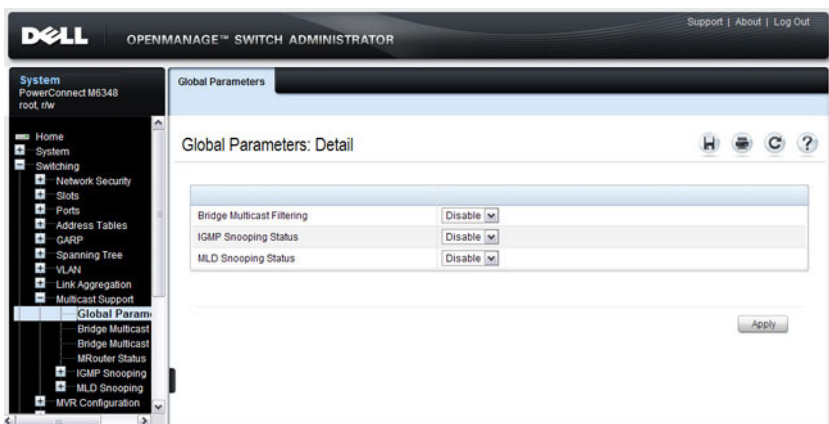 Support | About | Log Out
DELL
OPENMANAGE™ SWITCH ADMINISTRATOR
System
PowerConnect M6348
root, r/w
Global Parameters
Home
System
Switching
Network Security
Slots
Ports
Address Tables
GARP
Spanning Tree
VLAN
Link Aggregation
Multicast Support
Global Param
Bridge Multicast
Bridge Multicast
MRouter Status
IGMP Snooping
MLD Snooping
MVR Configuration
Global Parameters: Detail
Bridge Multicast Filtering Disable
IGMP Snooping Status Disable
MLD Snooping Status Disable
Apply